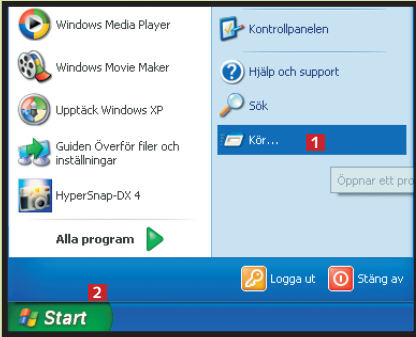 Windows Media Player
Windows Movie Maker
Upptäck Windows XP
Guiden Överför filer och
inställningar
HyperSnap-DX 4
Alla program
Kontrollpanelen
Hjälp och support
Sök
Kör...
1
Öppnar ett pro
Logga ut
Stäng av
2
Start